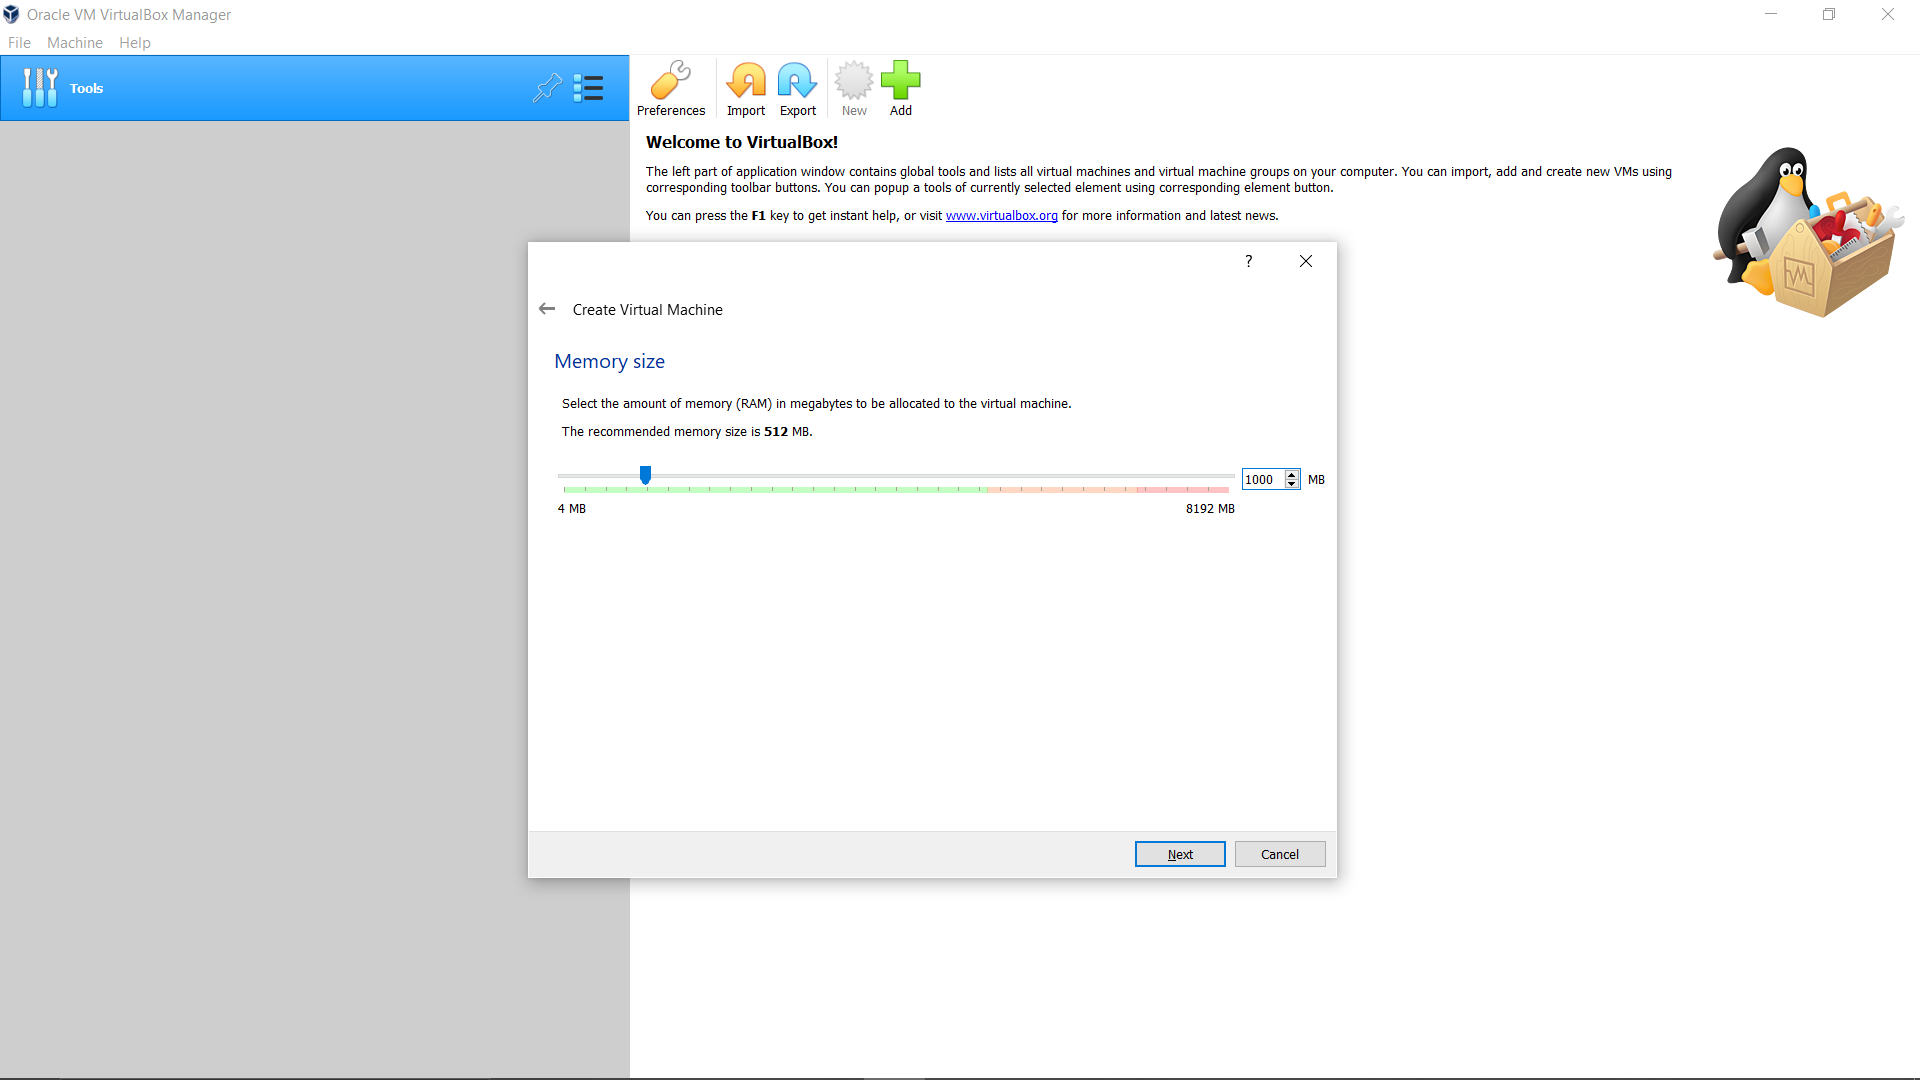 Oracle VM VirtualBox Manager
File Machine Help
Tools
Preferences Import Export New Add
Welcome to VirtualBox!
The left part of application window contains global tools and lists all virtual machines and virtual machine groups on your computer. You can import, add and create new VMs using
corresponding toolbar buttons. You can popup a tools of currently selected element using corresponding element button.
You can press the F1 key to get instant help, or visit www.virtualbox.org for more information and latest news.
?
Create Virtual Machine
Memory size
Select the amount of memory (RAM) in megabytes to be allocated to the virtual machine.
The recommended memory size is 512 MB.
1000 MB
4 MB 8192 MB
Next Cancel